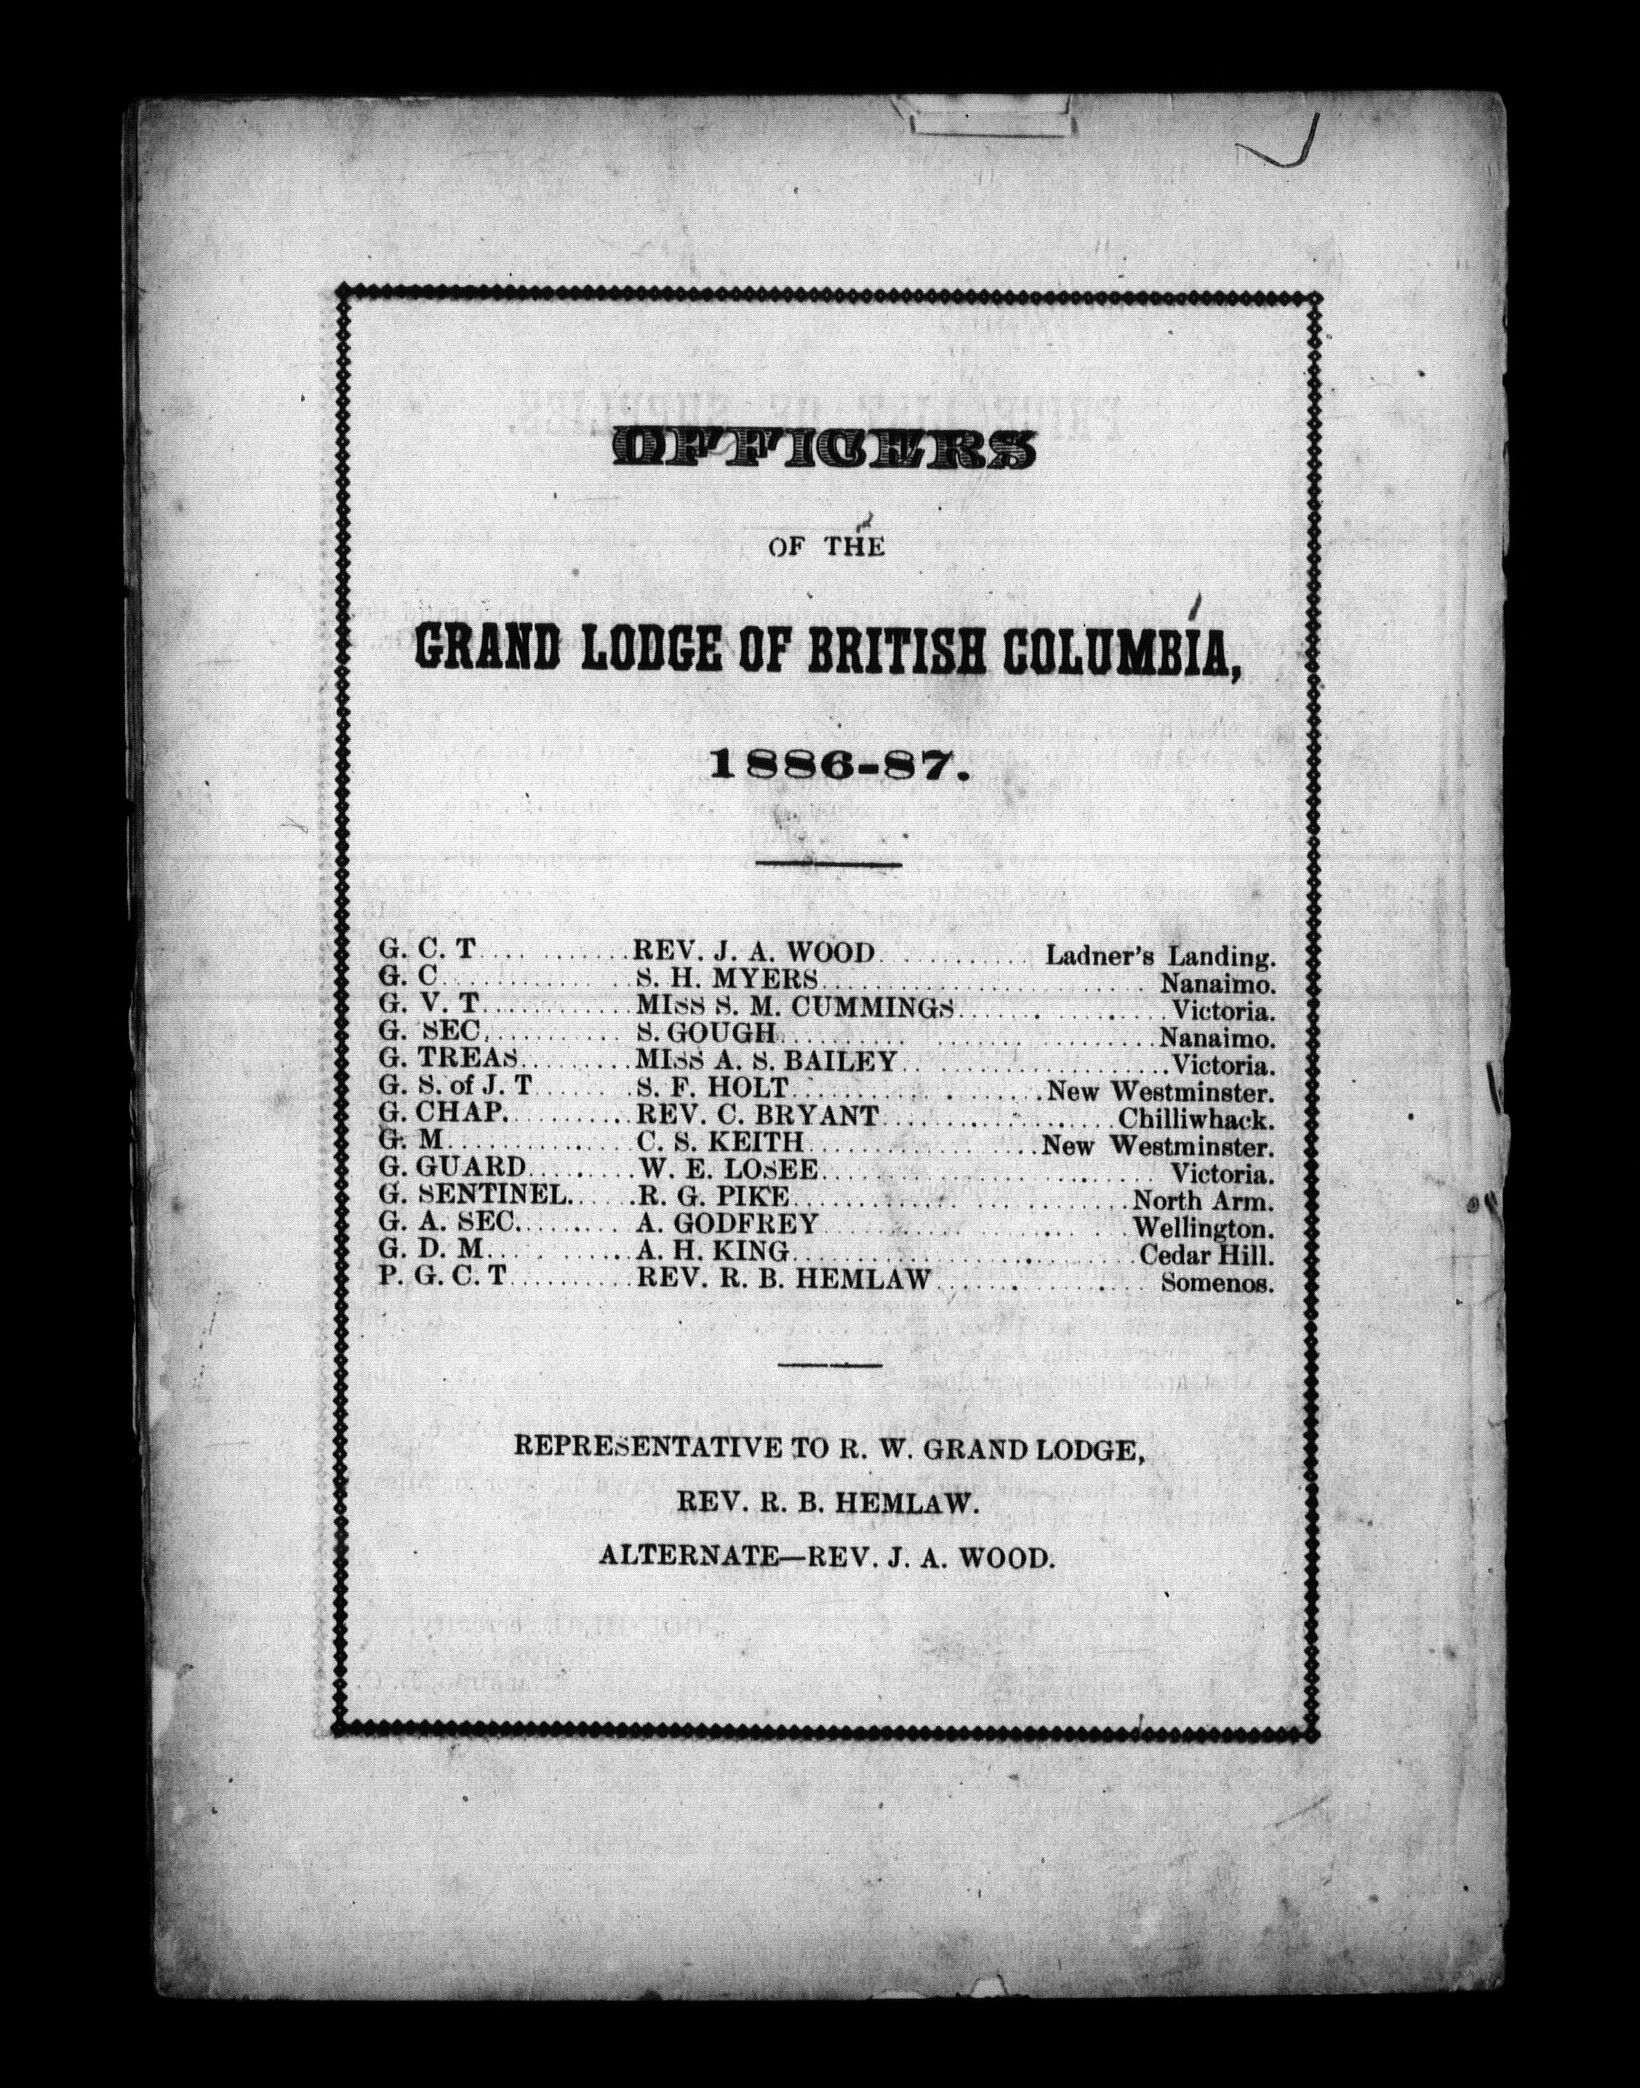 OFFICERS
OF THE
GRAND LODGE OF BRITISH COLUMBIA,
1886-87.
G. C. T. . . . . . . . . . . REV. J. A. WOOD . . . . . . . . . . . Ladner's Landing.
G. C . . . . . . . . . . . . . S. H. MYERS . . . . . . . . . . . . . . . . . . . Nanaimo.
G. V. T. . . . . . . . . . . MISS S. M. CUMMINGS . . . . . . . . . . . Victoria.
G. SEC. . . . . . . . . . . S. GOUGH . . . . . . . . . . . . . . . . . . . . Nanaimo.
G. TREAS. . . . . . . . . MISS A. S. BAILEY . . . . . . . . . . . . . . Victoria.
G. S. of J. T . . . . . . . S. F. HOLT . . . . . . . . . . . . . . . New Westminster.
G. CHAP. . . . . . . . . . REV. C. BRYANT . . . . . . . . . . . . . Chilliwhack.
G. M . . . . . . . . . . . . . C. S. KEITH . . . . . . . . . . . . . . New Westminster.
G. GUARD . . . . . . . . W. E. LOSEE . . . . . . . . . . . . . . . . . . Victoria.
G. SENTINEL. . . . . . R. G. PIKE . . . . . . . . . . . . . . . . . . . North Arm.
G. A. SEC. . . . . . . . . A. GODFREY . . . . . . . . . . . . . . . . . Wellington.
G. D. M . . . . . . . . . . . A. H. KING . . . . . . . . . . . . . . . . . . . Cedar Hill.
P. G. C. T . . . . . . . . . . REV. R. B. HEMLAW . . . . . . . . . . . . Somenos.
REPRESENTATIVE TO R. W. GRAND LODGE,
REV. R. B. HEMLAW.
ALTERNATE—REV. J. A. WOOD.